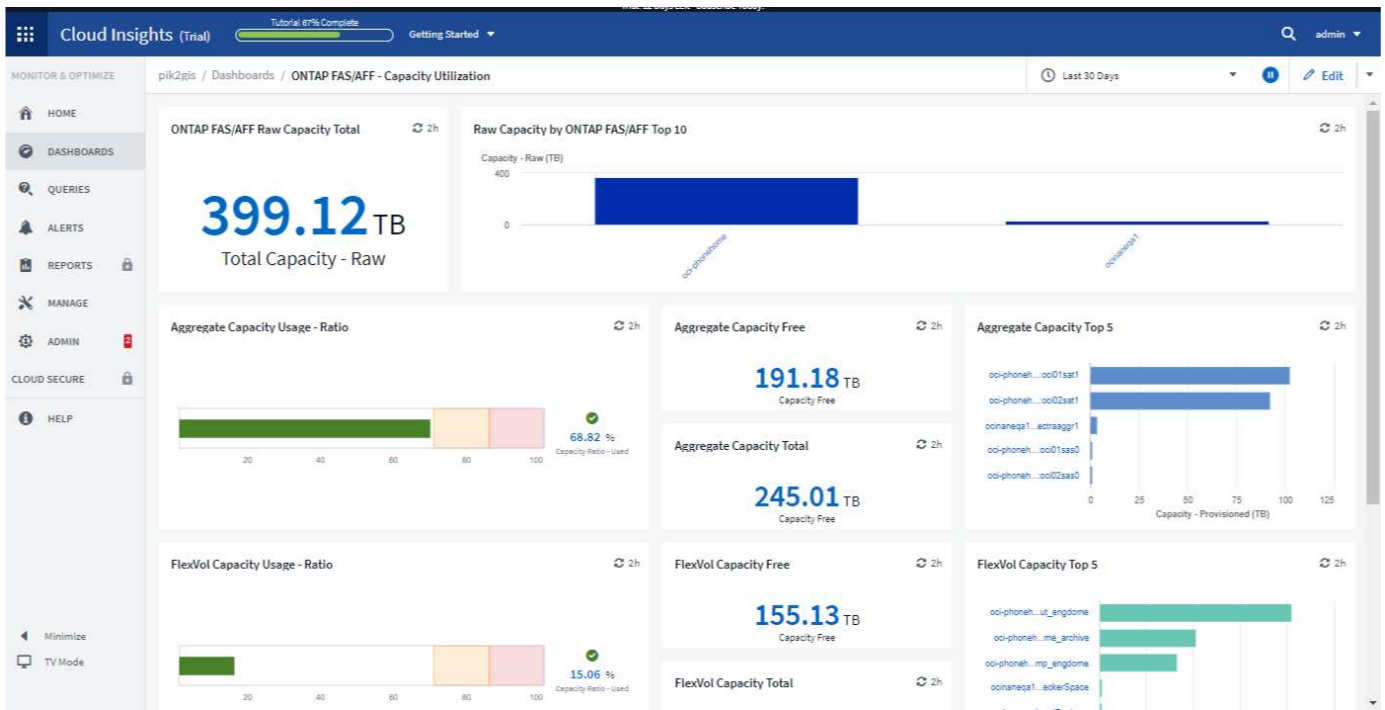 Cloud Insights (Trial)
Tutorial 67% Complete
Getting Started
admin
MONITOR & OPTIMIZE
pik2gis / Dashboards / ONTAP FAS/AFF - Capacity Utilization
Last 30 Days
Edit
HOME
DASHBOARDS
QUERIES
ALERTS
REPORTS
MANAGE
ADMIN
2
CLOUD SECURE
HELP
Minimize
TV Mode
ONTAP FAS/AFF Raw Capacity Total
2h
399.12 TB
Total Capacity - Raw
Raw Capacity by ONTAP FAS/AFF Top 10
2h
Capacity - Raw (TB)
400
0
oci-phonehome
ocinaneqa1
Aggregate Capacity Usage - Ratio
2h
68.82 %
Capacity Ratio - Used
20 40 60 80 100
Aggregate Capacity Free
2h
191.18 TB
Capacity Free
Aggregate Capacity Total
2h
245.01 TB
Capacity Free
Aggregate Capacity Top 5
2h
oci-phoneh...:oci01sat1
oci-phoneh...:oci02sat1
ocinaneqa1...ectraaggr1
oci-phoneh...:oci01sas0
oci-phoneh...:oci02sas0
0 25 50 75 100 125
Capacity - Provisioned (TB)
FlexVol Capacity Usage - Ratio
2h
15.06 %
Capacity Ratio - Used
20 40 60 80 100
FlexVol Capacity Free
2h
155.13 TB
Capacity Free
FlexVol Capacity Total
2h
FlexVol Capacity Top 5
2h
oci-phoneh...ut_engdome
oci-phoneh...me_archive
oci-phoneh...mp_engdome
ocinaneqa1...eckerSpace